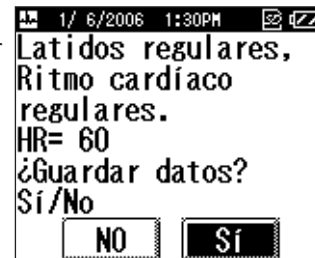 1/ 6/2006 1:30PM
Latidos regulares,
Ritmo cardíaco
regulares.
HR= 60
¿Guardar datos?
Sí/No
NO Sí